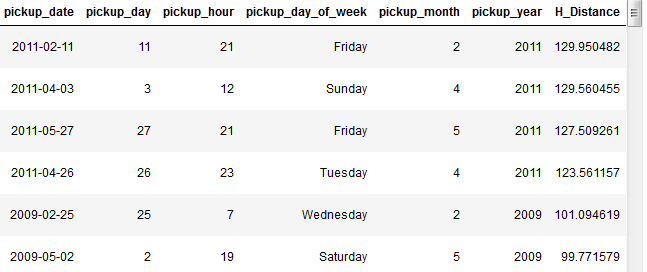 pickup_date pickup_day pickup_hour pickup_day_of_week pickup_month pickup_year H_Distance
2011-02-11 11 21 Friday 2 2011 129.950482
2011-04-03 3 12 Sunday 4 2011 129.560455
2011-05-27 27 21 Friday 5 2011 127.509261
2011-04-26 26 23 Tuesday 4 2011 123.561157
2009-02-25 25 7 Wednesday 2 2009 101.094619
2009-05-02 2 19 Saturday 5 2009 99.771579